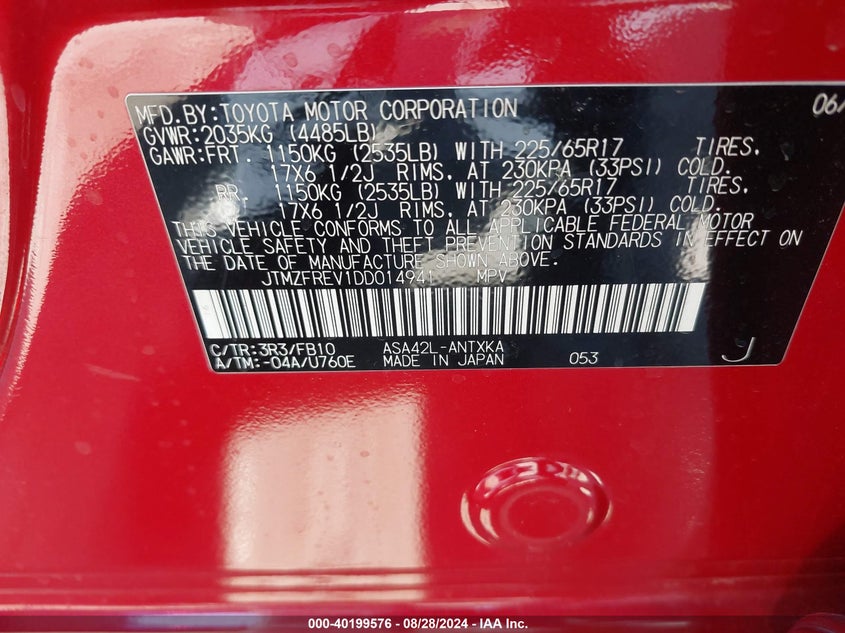 MFD.BY:TOYOTA MOTOR CORPORATION 06/
GVWR:2035KG (4485LB)
GAWR:FRT. 1150KG (2535LB) WITH 225/65R17 TIRES,
17X6 1/2J RIMS, AT 230KPA (33PSI) COLD.
RR. 1150KG (2535LB) WITH 225/65R17 TIRES,
17X6 1/2J RIMS, AT 230KPA (33PSI) COLD.
THIS VEHICLE CONFORMS TO ALL APPLICABLE FEDERAL MOTOR
VEHICLE SAFETY AND THEFT PREVENTION STANDARDS IN EFFECT ON
THE DATE OF MANUFACTURE SHOWN ABOVE.
JTMZFREV1DD014941 MPV
C/TR:3R3/FB10 ASA42L-ANTXKA
A/TM:-04A/U760E MADE IN JAPAN 053 J
000-40199576 - 08/28/2024 - IAA Inc.